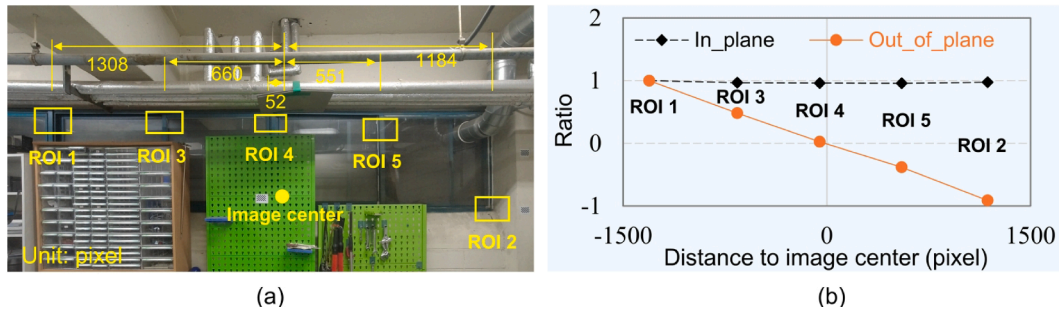 1308
660
551
1184
52
ROI 1
ROI 3
ROI 4
ROI 5
Image center
ROI 2
Unit: pixel
(a)
2
1
0
-1
Ratio
In_plane
Out_of_plane
ROI 1
ROI 3
ROI 4
ROI 5
ROI 2
-1500
0
1500
Distance to image center (pixel)
(b)